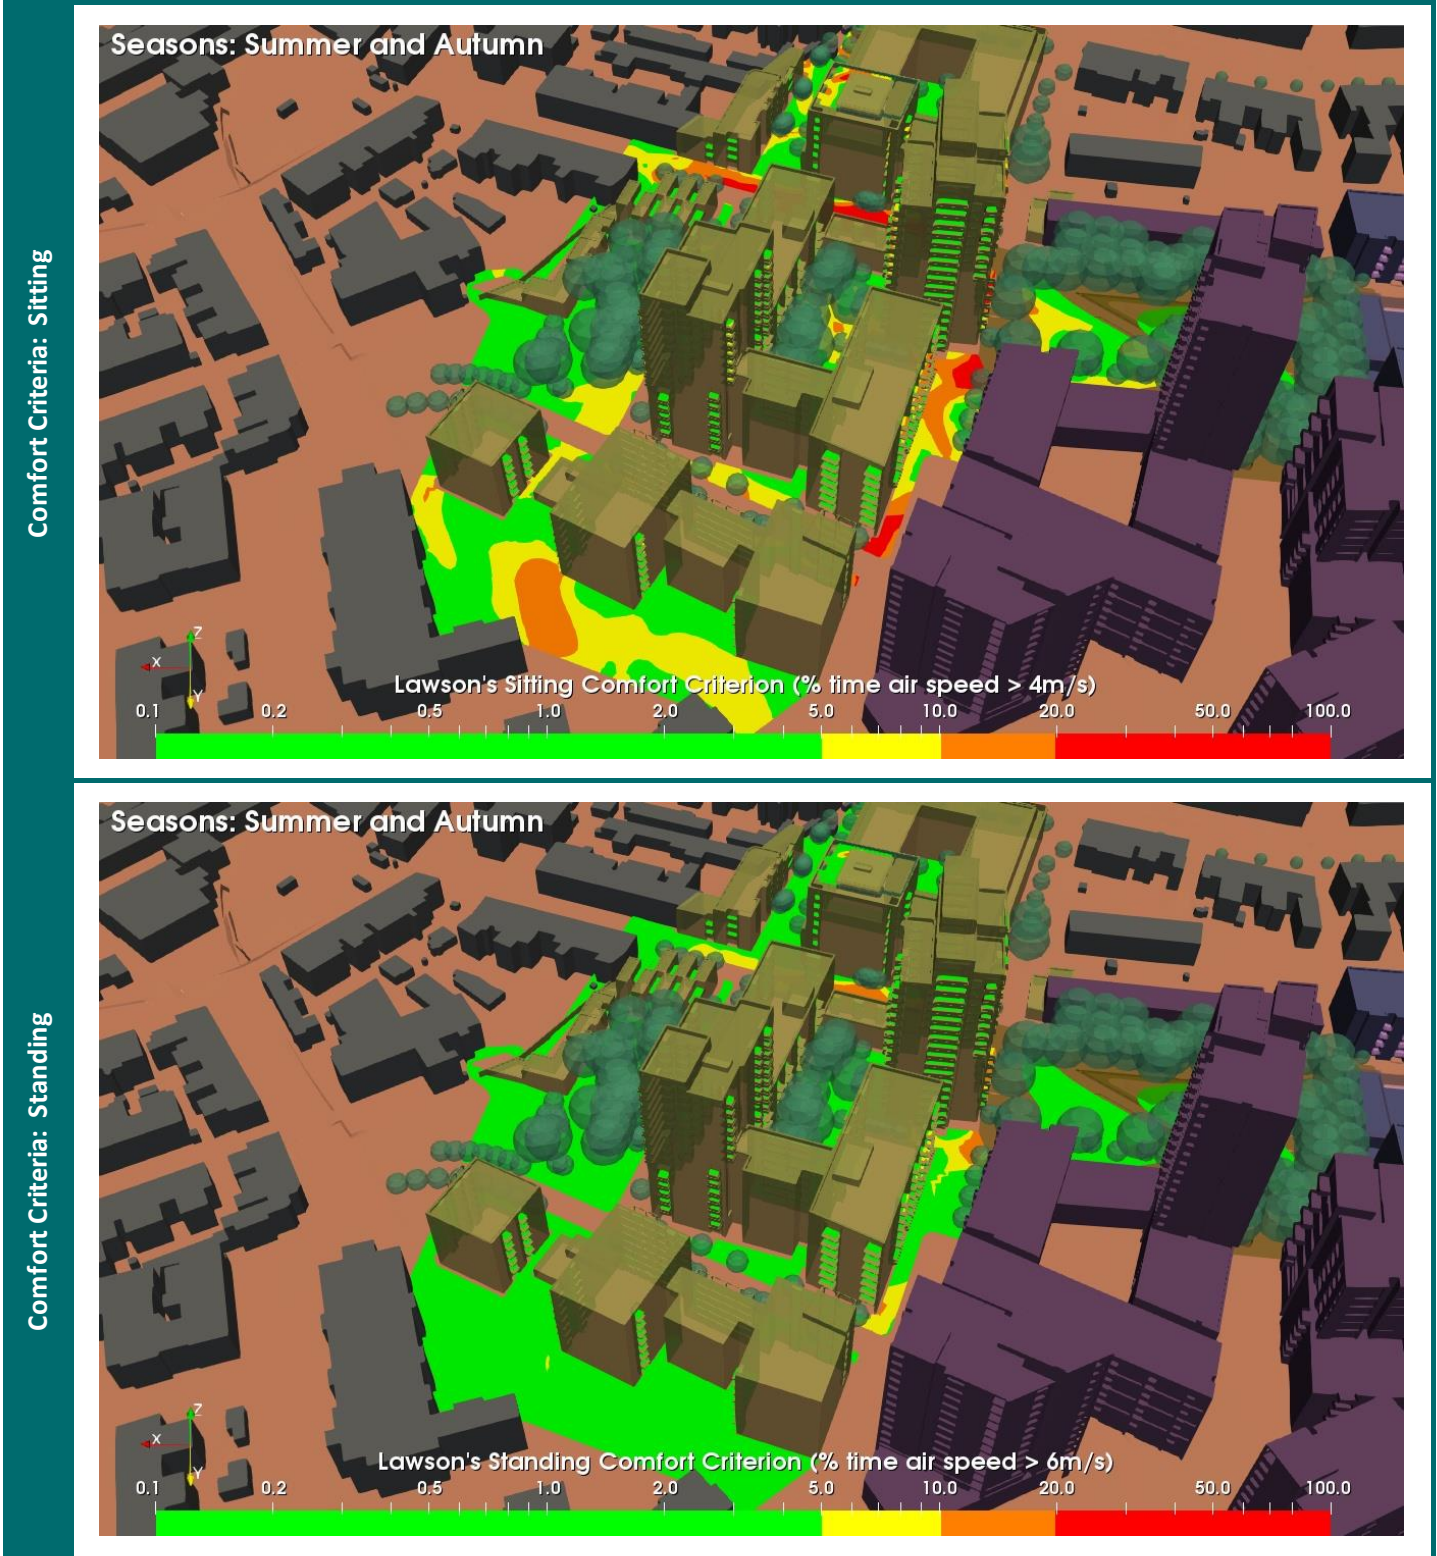 Comfort Criteria: Sitting
Seasons: Summer and Autumn
Z
X
Y
Lawson's Sitting Comfort Criterion (% time air speed > 4m/s)
0.1 0.2 0.5 1.0 2.0 5.0 10.0 20.0 50.0 100.0
Comfort Criteria: Standing
Seasons: Summer and Autumn
Z
X
Y
Lawson's Standing Comfort Criterion (% time air speed > 6m/s)
0.1 0.2 0.5 1.0 2.0 5.0 10.0 20.0 50.0 100.0